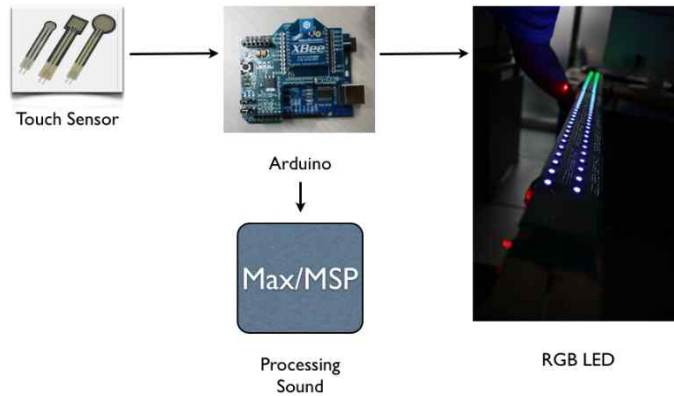 Touch Sensor
XBee
Arduino
Max/MSP
Processing
Sound
RGB LED